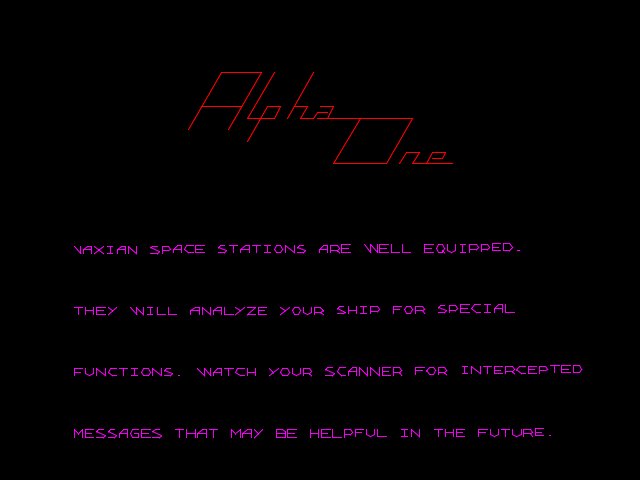 Alpha
One
VAXIAN SPACE STATIONS ARE WELL EQUIPPED.
THEY WILL ANALYZE YOUR SHIP FOR SPECIAL
FUNCTIONS. WATCH YOUR SCANNER FOR INTERCEPTED
MESSAGES THAT MAY BE HELPFUL IN THE FUTURE.